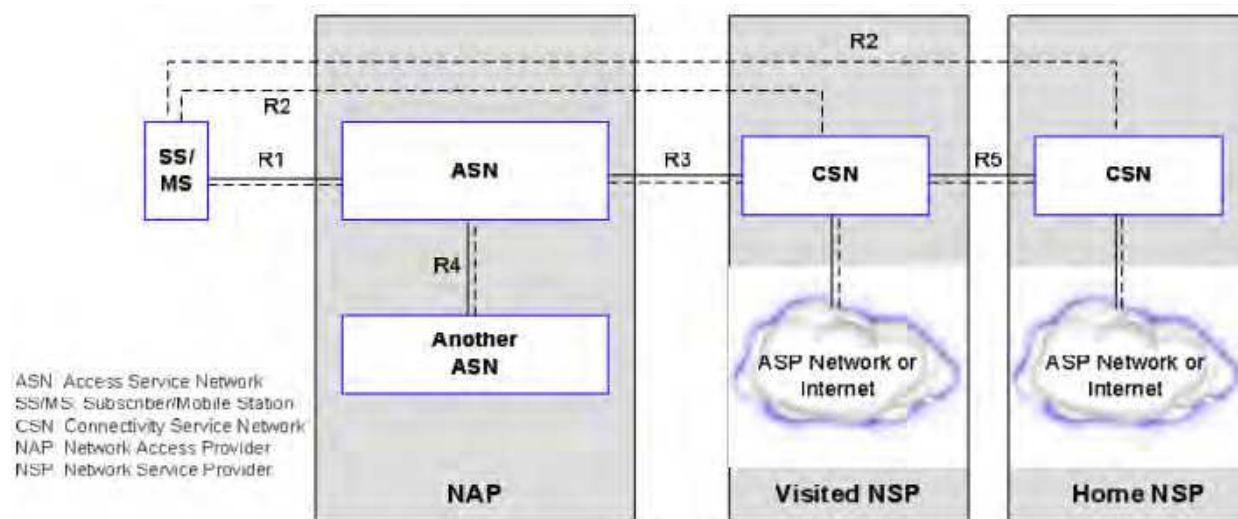 R2
R2
SS/
MS
R1
ASN
R3
CSN
R5
CSN
R4
Another
ASN
ASP Network or
Internet
ASP Network or
Internet
ASN: Access Service Network
SS/MS: Subscriber/Mobile Station
CSN: Connectivity Service Network
NAP: Network Access Provider
NSP: Network Service Provider
NAP
Visited NSP
Home NSP